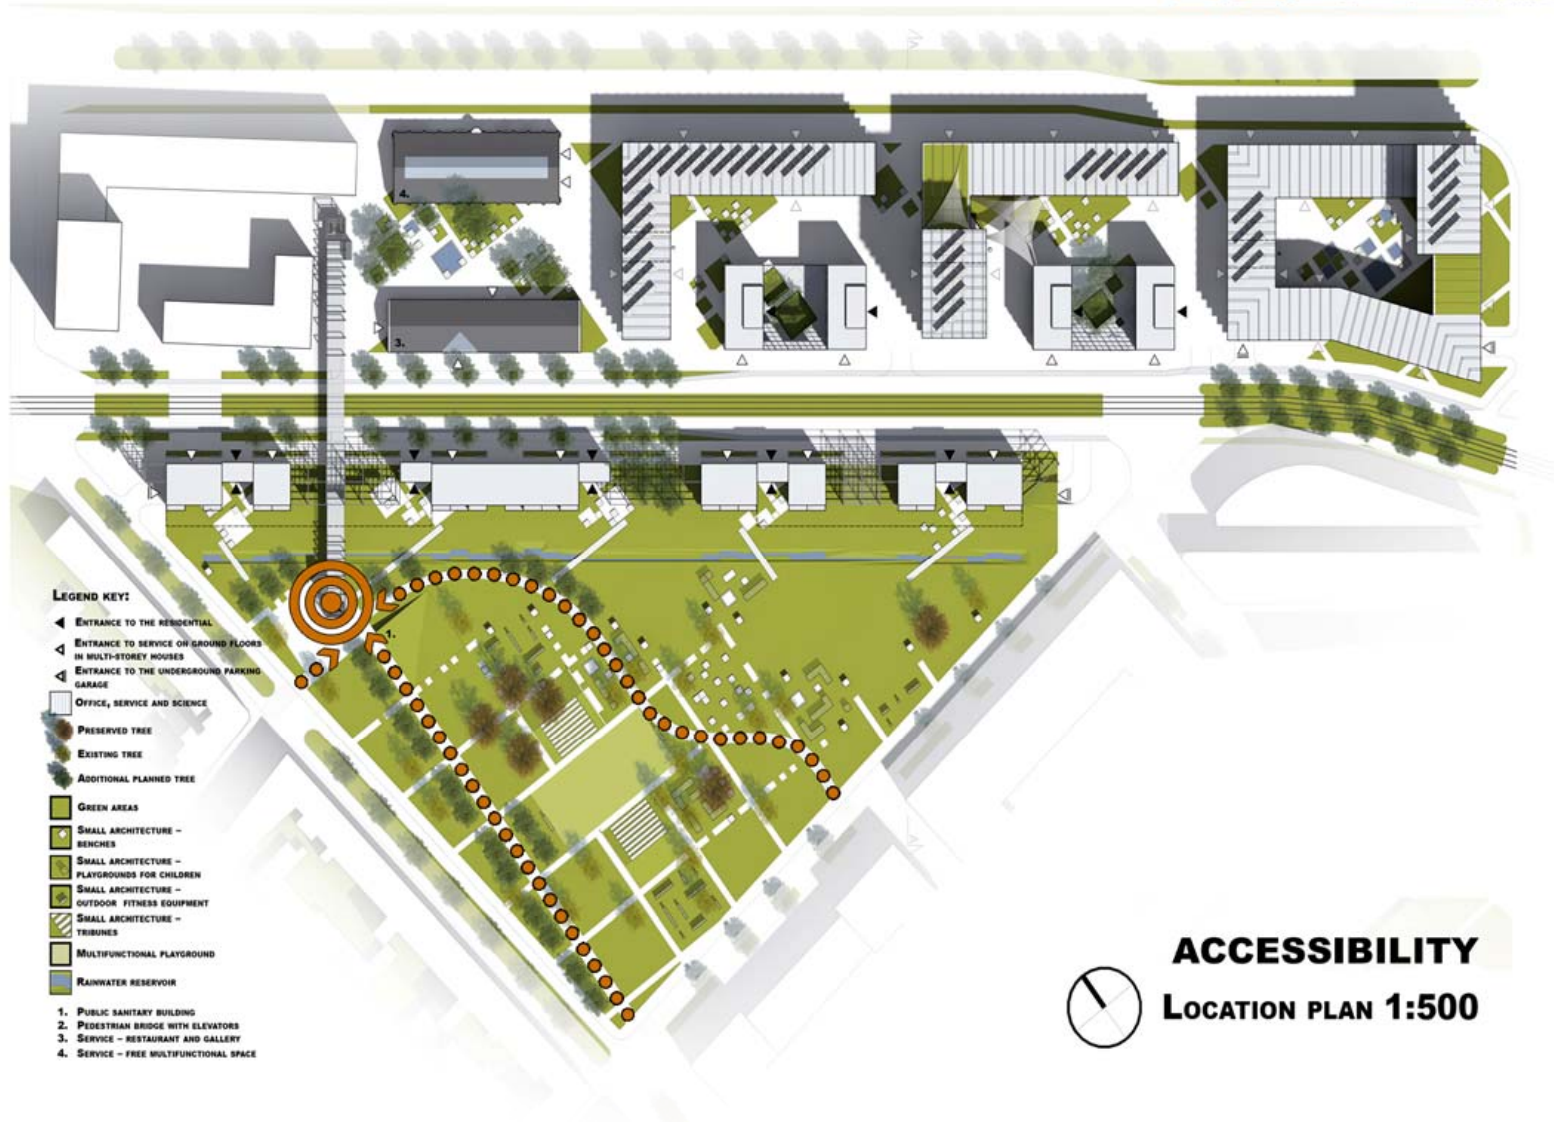 4.
3.
1.
LEGEND KEY:
ENTRANCE TO THE RESIDENTIAL
ENTRANCE TO SERVICE ON GROUND FLOORS
IN MULTI-STOREY HOUSES
ENTRANCE TO THE UNDERGROUND PARKING
GARAGE
OFFICE, SERVICE AND SCIENCE
PRESERVED TREE
EXISTING TREE
ADDITIONAL PLANNED TREE
GREEN AREAS
SMALL ARCHITECTURE –
BENCHES
SMALL ARCHITECTURE –
PLAYGROUNDS FOR CHILDREN
SMALL ARCHITECTURE –
OUTDOOR FITNESS EQUIPMENT
SMALL ARCHITECTURE –
TRIBUNES
MULTIFUNCTIONAL PLAYGROUND
RAINWATER RESERVOIR
1. PUBLIC SANITARY BUILDING
2. PEDESTRIAN BRIDGE WITH ELEVATORS
3. SERVICE – RESTAURANT AND GALLERY
4. SERVICE – FREE MULTIFUNCTIONAL SPACE
ACCESSIBILITY
LOCATION PLAN 1:500